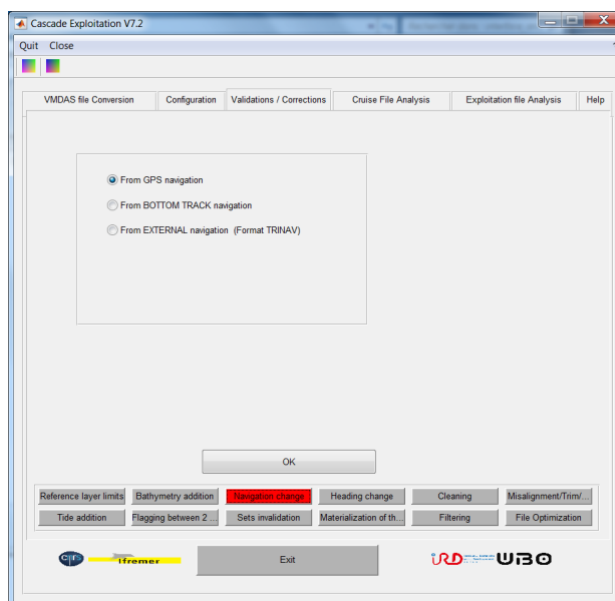 Cascade Exploitation V7.2
Quit Close
VMDAS file Conversion Configuration Validations / Corrections Cruise File Analysis Exploitation file Analysis Help
From GPS navigation
From BOTTOM TRACK navigation
From EXTERNAL navigation (Format TRINAV)
OK
Reference layer limits Bathymetry addition Navigation change Heading change Cleaning Misalignment/Trim/...
Tide addition Flagging between 2 ... Sets invalidation Materialization of th... Filtering File Optimization
cnrs Ifremer Exit IRD UBO